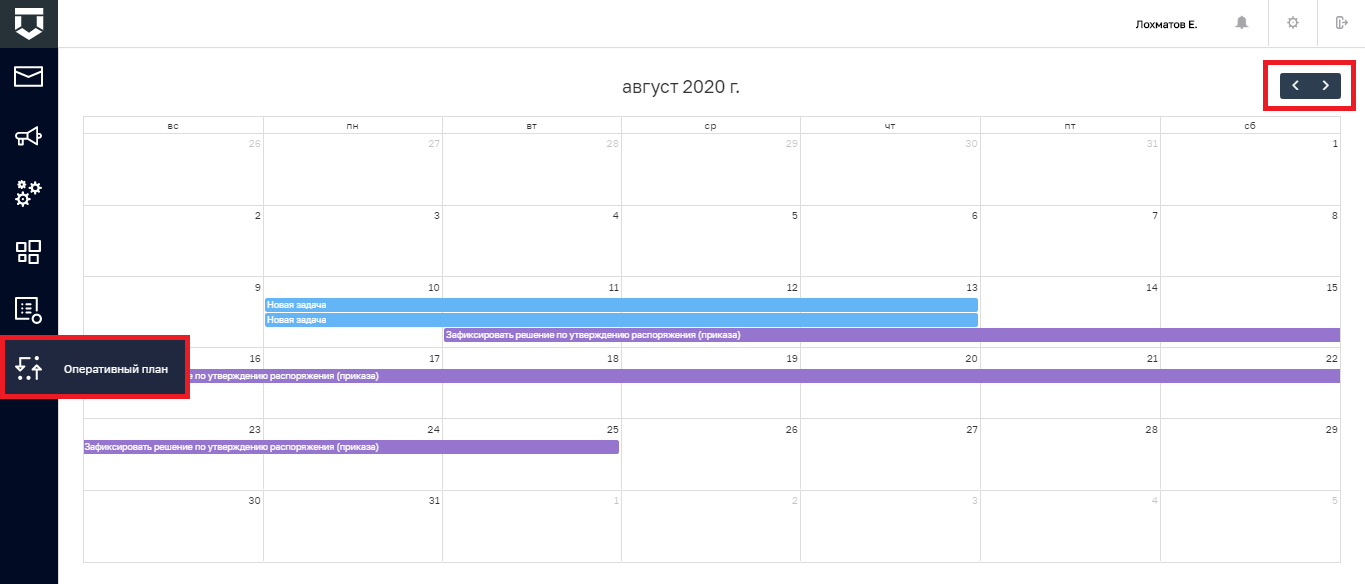 Лохматов Е.
август 2020 г.
вс пн вт ср чт пт сб
26 27 28 29 30 31 1
2 3 4 5 6 7 8
9 10 11 12 13 14 15
Новая задача
Новая задача
Зафиксировать решение по утверждению распоряжения (приказа)
16 17 18 19 20 21 22
Оперативный план
е по утверждению распоряжения (приказа)
23 24 25 26 27 28 29
Зафиксировать решение по утверждению распоряжения (приказа)
30 31 1 2 3 4 5